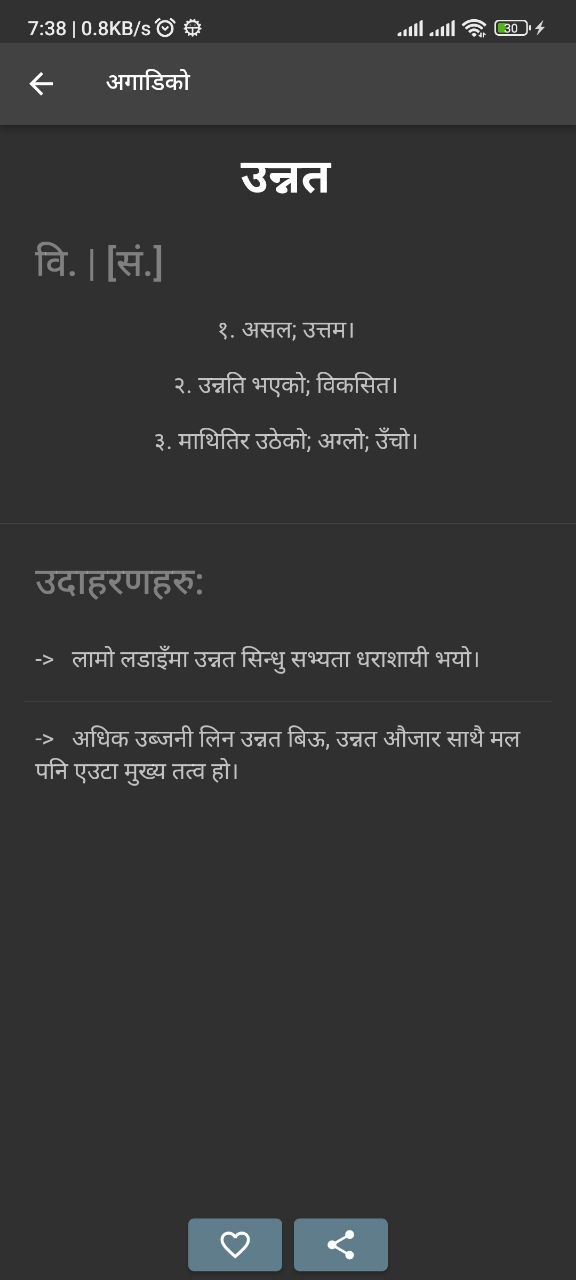 7:38 | 0.8KB/s
30
अगाडिको
उन्नत
वि. | [सं.]
१. असल; उत्तम।
२. उन्नति भएको; विकसित।
३. माथितिर उठेको; अग्लो; उँचो।
उदाहरणहरु:
-> लामो लडाइँमा उन्नत सिन्धु सभ्यता धराशायी भयो।
-> अधिक उब्जनी लिन उन्नत बिऊ, उन्नत औजार साथै मल
पनि एउटा मुख्य तत्व हो।